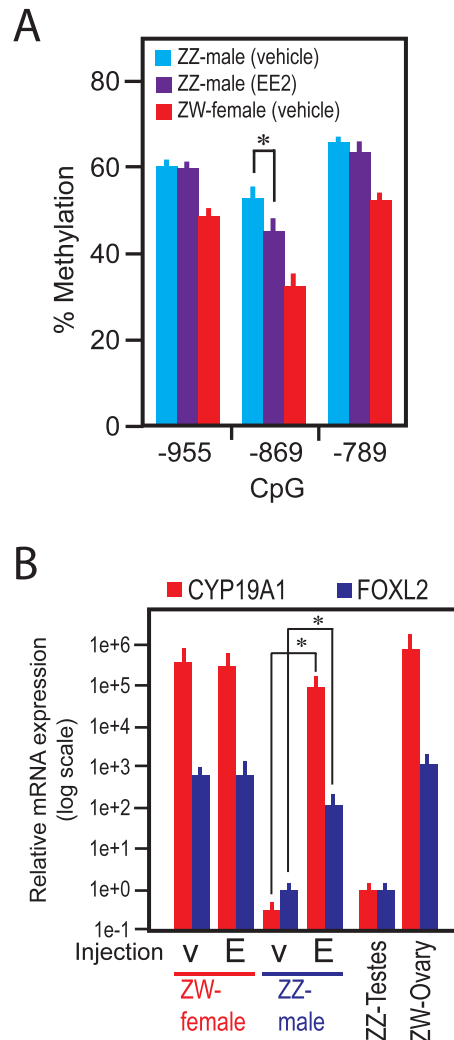 A
ZZ-male (vehicle)
ZZ-male (EE2)
ZW-female (vehicle)
*
% Methylation
80
60
40
20
0
-955 -869 -789
CpG
B
CYP19A1 FOXL2
*
*
Relative mRNA expression
(log scale)
1e+6
1e+5
1e+4
1e+3
1e+2
1e+1
1e+0
1e-1
Injection v E v E
ZW-
female
ZZ-
male
ZZ-Testes
ZW-Ovary